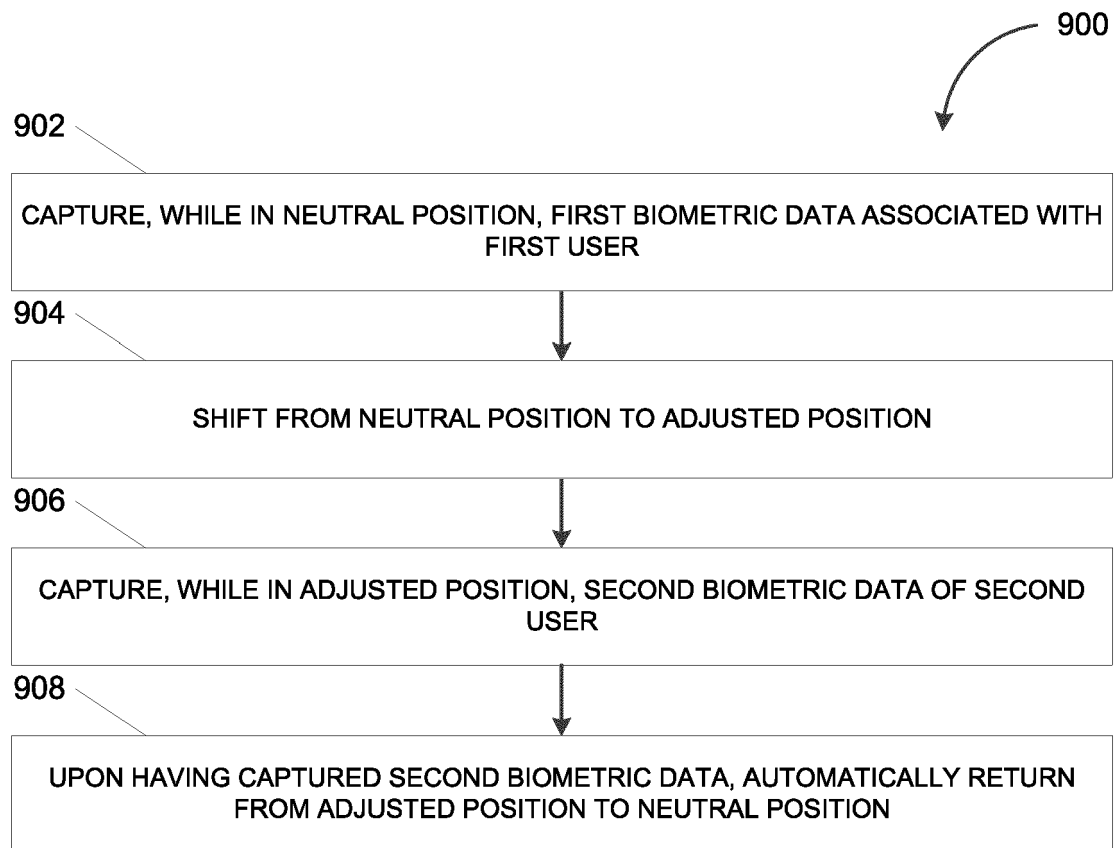 900
902
CAPTURE, WHILE IN NEUTRAL POSITION, FIRST BIOMETRIC DATA ASSOCIATED WITH
FIRST USER
904
SHIFT FROM NEUTRAL POSITION TO ADJUSTED POSITION
906
CAPTURE, WHILE IN ADJUSTED POSITION, SECOND BIOMETRIC DATA OF SECOND
USER
908
UPON HAVING CAPTURED SECOND BIOMETRIC DATA, AUTOMATICALLY RETURN
FROM ADJUSTED POSITION TO NEUTRAL POSITION